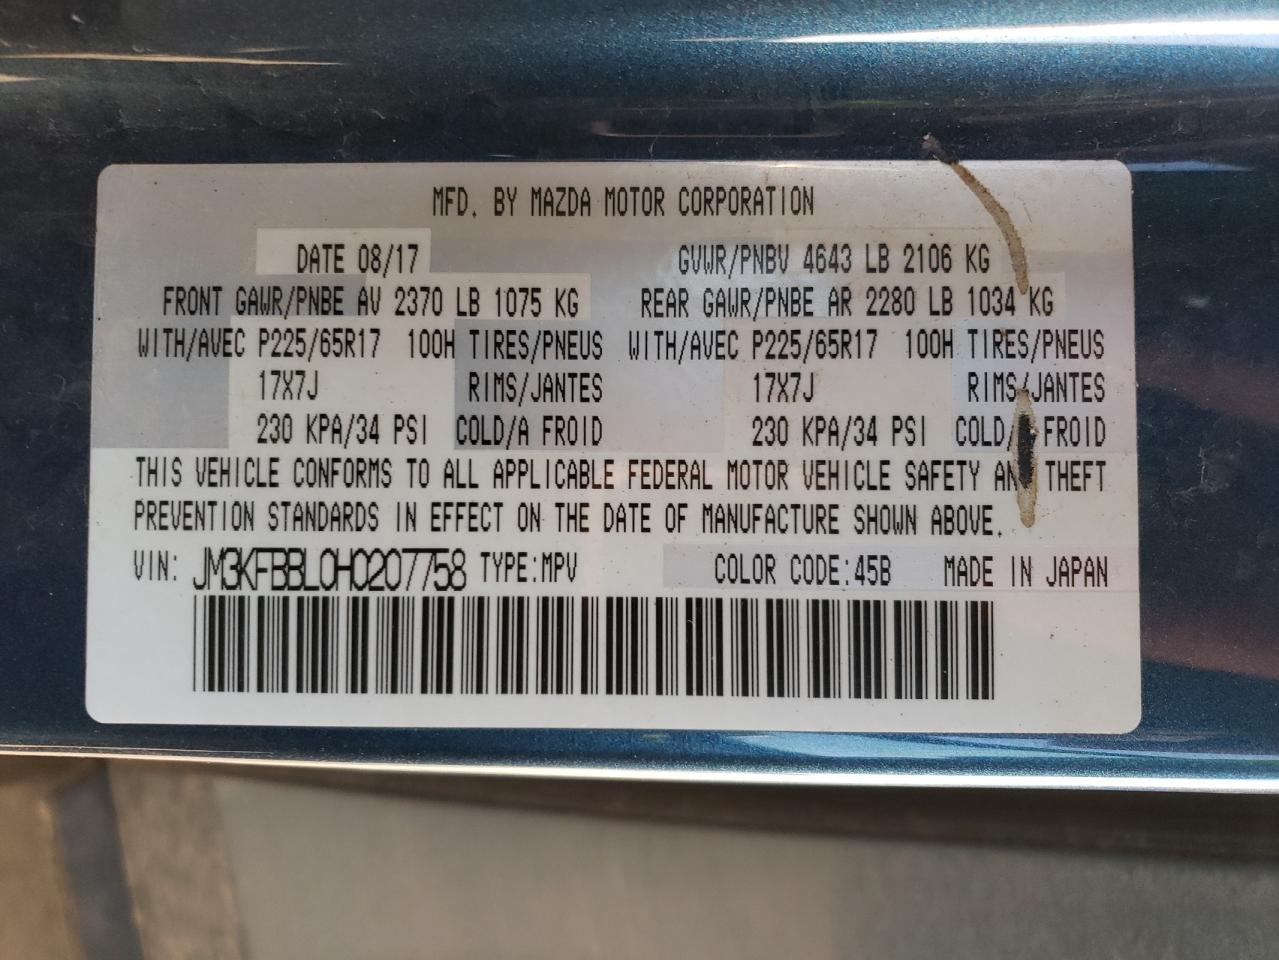 MFD. BY MAZDA MOTOR CORPORATION
DATE 08/17 GVWR/PNBV 4643 LB 2106 KG
FRONT GAWR/PNBE AV 2370 LB 1075 KG REAR GAWR/PNBE AR 2280 LB 1034 KG
WITH/AVEC P225/65R17 100H TIRES/PNEUS WITH/AVEC P225/65R17 100H TIRES/PNEUS
17X7J RIMS/JANTES 17X7J RIMS/JANTES
230 KPA/34 PSI COLD/A FROID 230 KPA/34 PSI COLD/A FROID
THIS VEHICLE CONFORMS TO ALL APPLICABLE FEDERAL MOTOR VEHICLE SAFETY AND THEFT
PREVENTION STANDARDS IN EFFECT ON THE DATE OF MANUFACTURE SHOWN ABOVE.
VIN: JM3KFBBL0H0207758 TYPE:MPV COLOR CODE:45B MADE IN JAPAN